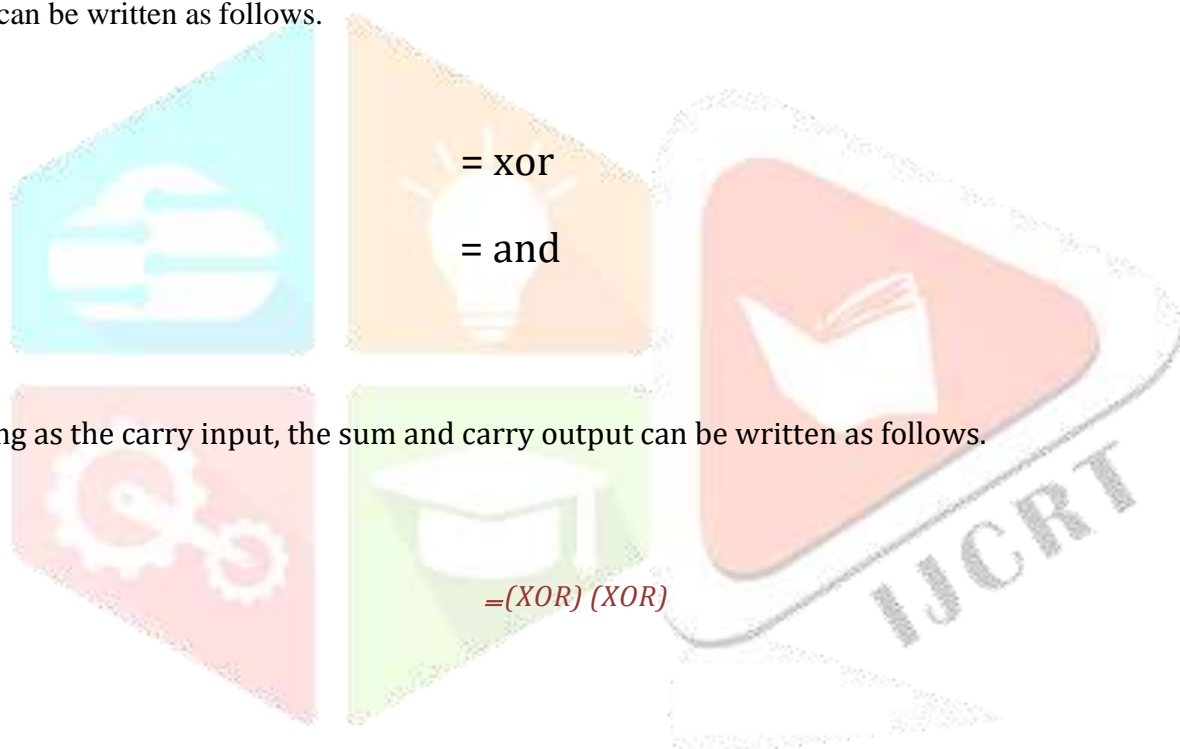 can be written as follows.
= xor
= and
ng as the carry input, the sum and carry output can be written as follows.
=(XOR) (XOR)
IJCRT